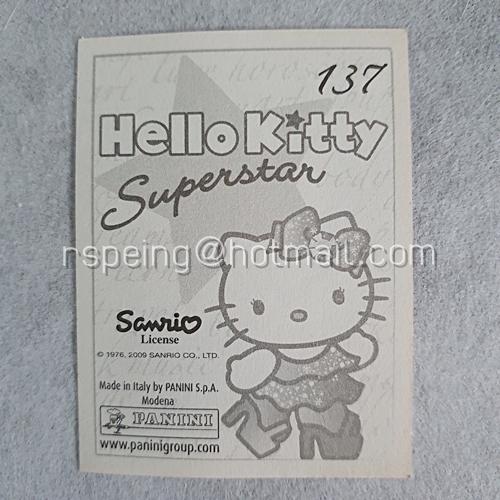 137
Hello Kitty
Superstar
rspeing@hotmail.com
Sanrio
License
© 1976, 2009 SANRIO CO., LTD.
Made in Italy by PANINI S.p.A.
Modena
PANINI
www.paninigroup.com